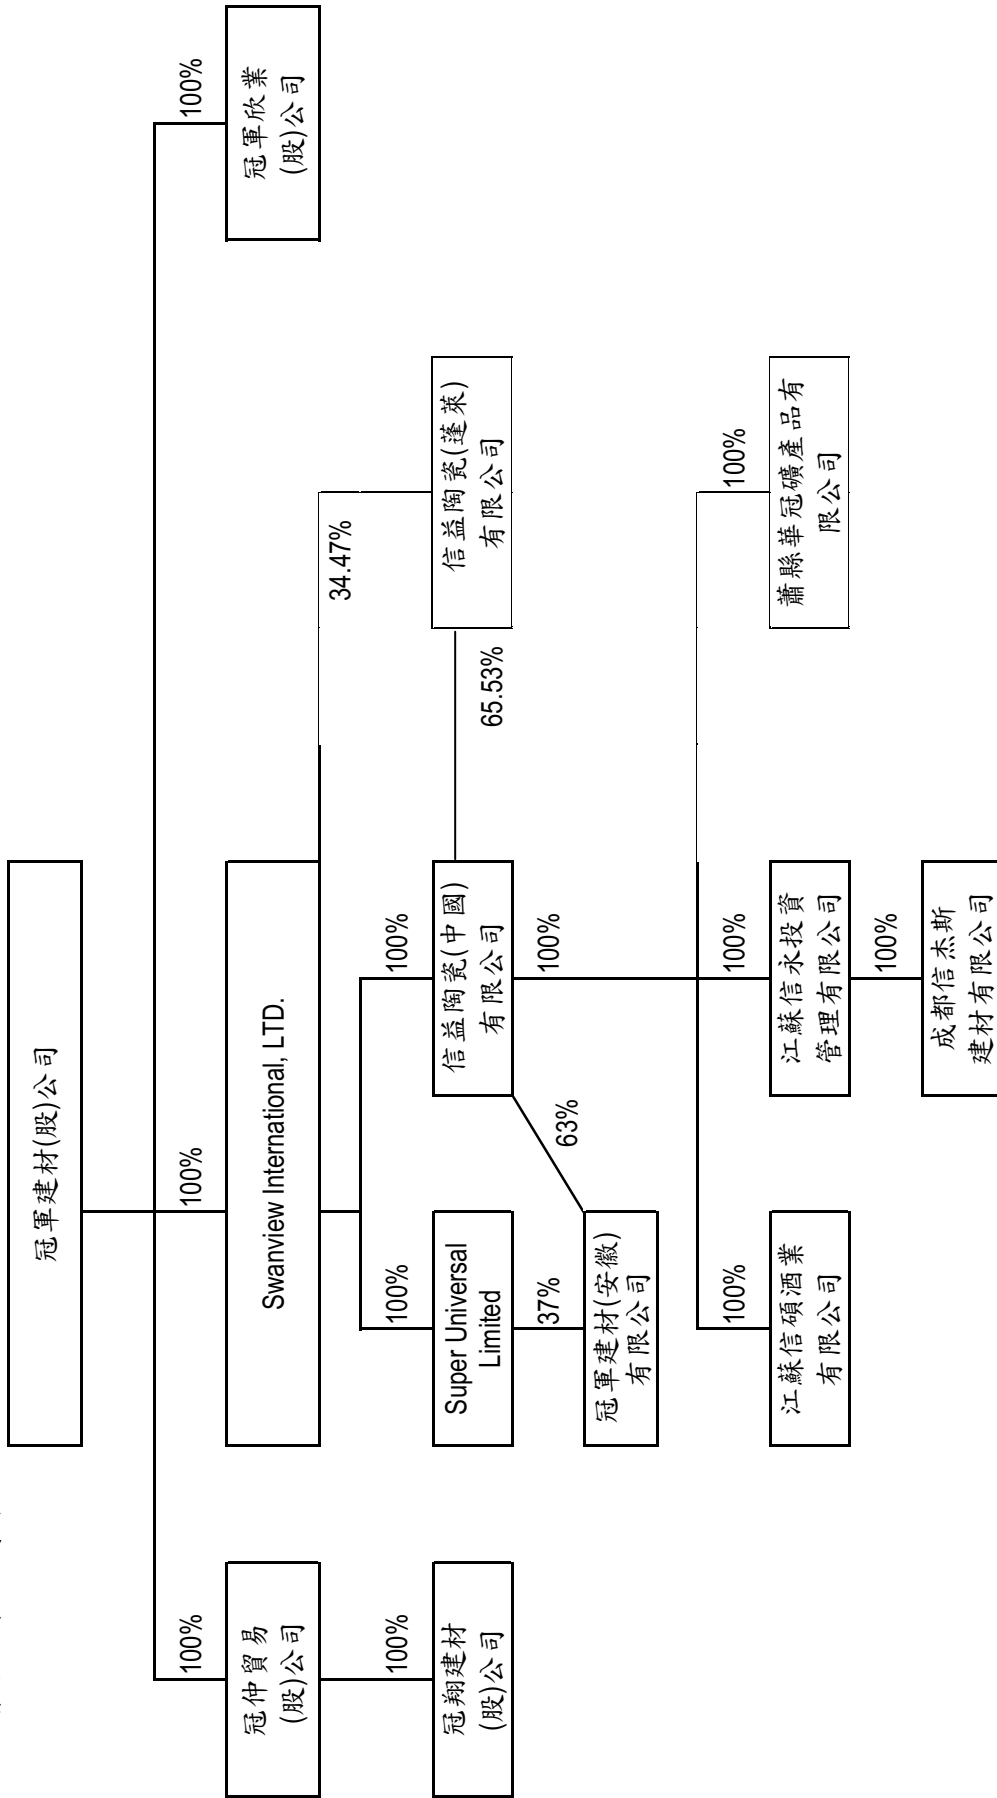 冠軍建材(股)公司
100%
100%
100%
冠仲貿易
(股)公司
Swanview International, LTD.
冠軍欣業
(股)公司
34.47%
100%
100%
100%
冠翔建材
(股)公司
Super Universal
Limited
信益陶瓷(中國)
有限公司
65.53%
信益陶瓷(蓬萊)
有限公司
37%
63%
100%
冠軍建材(安徽)
有限公司
100%
100%
100%
江蘇信碩酒業
有限公司
江蘇信永投資
管理有限公司
蕭縣華冠礦產品有
限公司
100%
成都信杰斯
建材有限公司